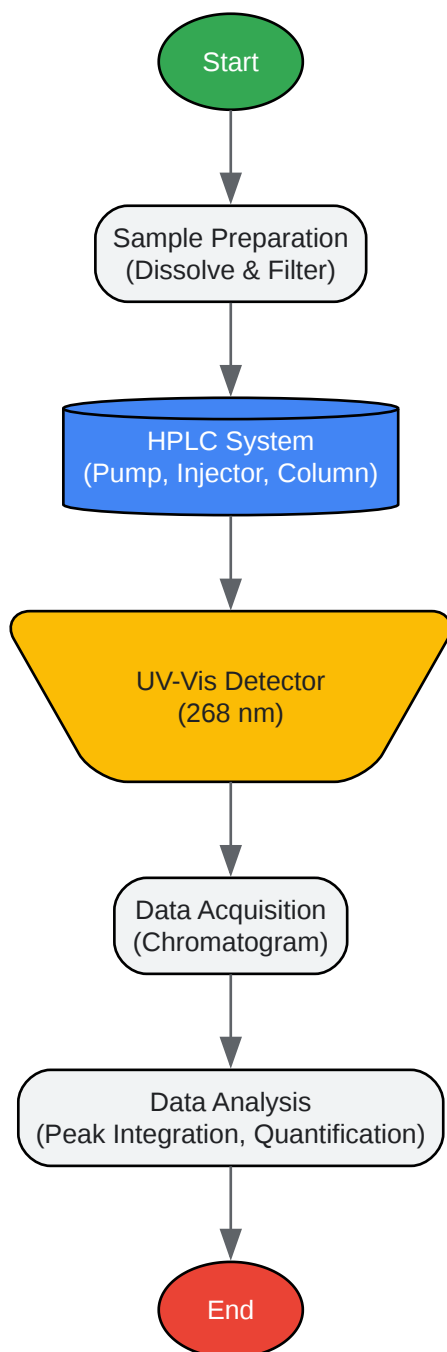 Start
Sample Preparation
(Dissolve & Filter)
HPLC System
(Pump, Injector, Column)
UV-Vis Detector
(268 nm)
Data Acquisition
(Chromatogram)
Data Analysis
(Peak Integration, Quantification)
End